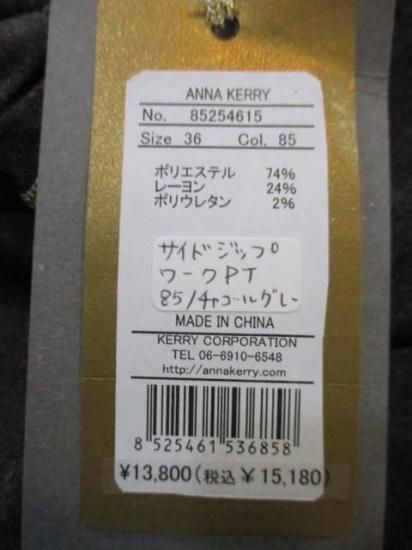 ANNA KERRY
No. 85254615
Size 36 Col. 85
ポリエステル 74%
レーヨン 24%
ポリウレタン 2%
サイドジップ
ワークPT
85/チャコールグレー
MADE IN CHINA
KERRY CORPORATION
TEL 06-6910-6548
http://annakerry.com
8 525461 536858
¥13,800(税込 ¥ 15,180)